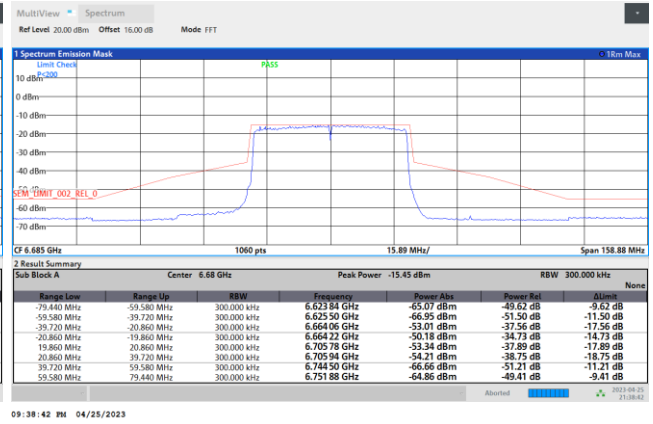 MultiView Spectrum
Ref Level 20.00 dBm Offset 16.00 dB Mode FFT
1 Spectrum Emission Mask 1Rm Max
Limit Check PASS
P<200
10 dBm
0 dBm
-10 dBm
-20 dBm
-30 dBm
-40 dBm
SEM_LIMIT_002_REL_0
-60 dBm
-70 dBm
CF 6.685 GHz 1060 pts 15.89 MHz/ Span 158.88 MHz
2 Result Summary
Sub Block A Center 6.68 GHz Peak Power -15.45 dBm RBW 300.000 kHz
None
Range Low Range Up RBW Frequency Power Abs Power Rel ΔLimit
-79.440 MHz -59.580 MHz 300.000 kHz 6.623 84 GHz -65.07 dBm -49.62 dB -9.62 dB
-59.580 MHz -39.720 MHz 300.000 kHz 6.625 50 GHz -66.95 dBm -51.50 dB -11.50 dB
-39.720 MHz -20.860 MHz 300.000 kHz 6.664 06 GHz -53.01 dBm -37.56 dB -17.56 dB
-20.860 MHz -19.860 MHz 300.000 kHz 6.664 22 GHz -50.18 dBm -34.73 dB -14.73 dB
19.860 MHz 20.860 MHz 300.000 kHz 6.705 78 GHz -53.34 dBm -37.89 dB -17.89 dB
20.860 MHz 39.720 MHz 300.000 kHz 6.705 94 GHz -54.21 dBm -38.75 dB -18.75 dB
39.720 MHz 59.580 MHz 300.000 kHz 6.744 50 GHz -66.66 dBm -51.21 dB -11.21 dB
59.580 MHz 79.440 MHz 300.000 kHz 6.751 88 GHz -64.86 dBm -49.41 dB -9.41 dB
Aborted 2023-04-25
21:38:42
09:38:42 PM 04/25/2023